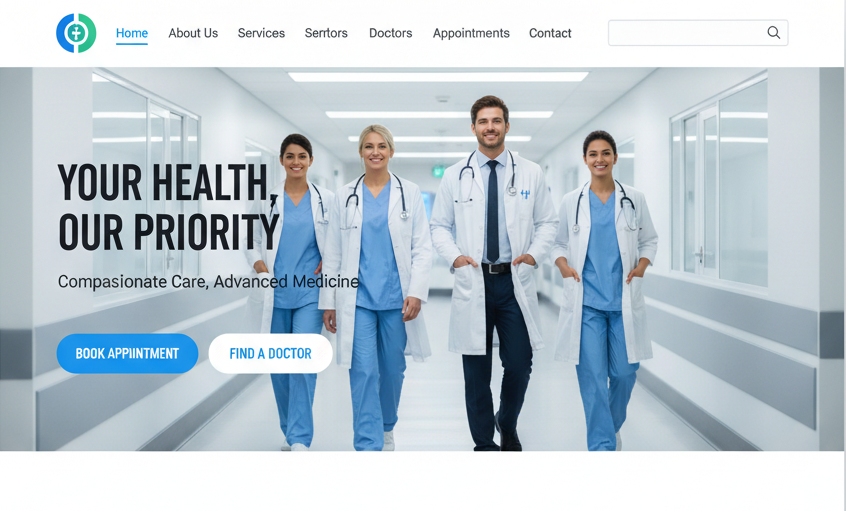 Home About Us Services Serrtors Doctors Appointments Contact
YOUR HEALTH,
OUR PRIORITY
Compasionate Care, Advanced Medicine
BOOK APPIINTMENT FIND A DOCTOR